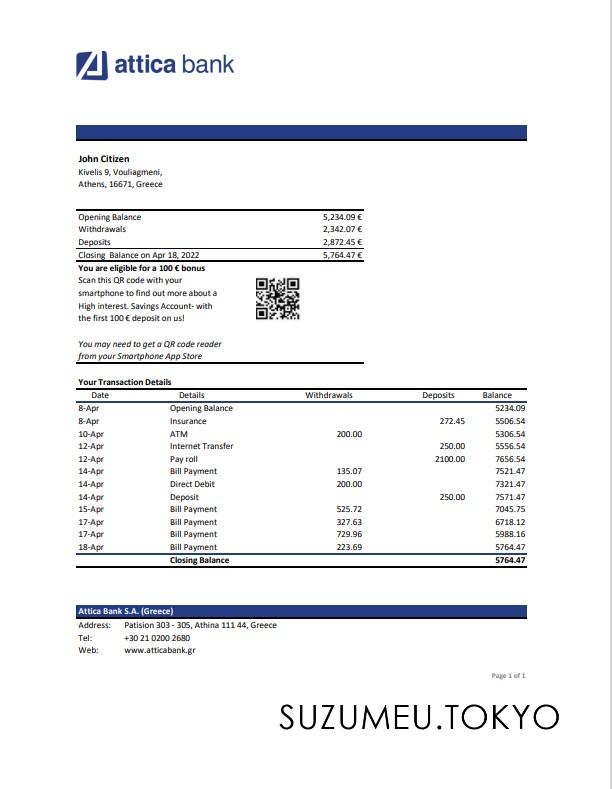 attica bank
John Citizen
Kivelis 9, Vouliagmeni,
Athens, 16671, Greece
Opening Balance 5,234.09 €
Withdrawals 2,342.07 €
Deposits 2,872.45 €
Closing Balance on Apr 18, 2022 5,764.47 €
You are eligible for a 100 € bonus
Scan this QR code with your
smartphone to find out more about a
High interest. Savings Account- with
the first 100 € deposit on us!
You may need to get a QR code reader
from your Smartphone App Store
Your Transaction Details
Date Details Withdrawals Deposits Balance
8-Apr Opening Balance 5234.09
8-Apr Insurance 272.45 5506.54
10-Apr ATM 200.00 5306.54
12-Apr Internet Transfer 250.00 5556.54
12-Apr Pay roll 2100.00 7656.54
14-Apr Bill Payment 135.07 7521.47
14-Apr Direct Debit 200.00 7321.47
14-Apr Deposit 250.00 7571.47
15-Apr Bill Payment 525.72 7045.75
17-Apr Bill Payment 327.63 6718.12
17-Apr Bill Payment 729.96 5988.16
18-Apr Bill Payment 223.69 5764.47
Closing Balance 5764.47
Attica Bank S.A. (Greece)
Address: Patision 303 - 305, Athina 111 44, Greece
Tel: +30 21 0200 2680
Web: www.atticabank.gr
Page 1 of 1
SUZUMEU.TOKYO